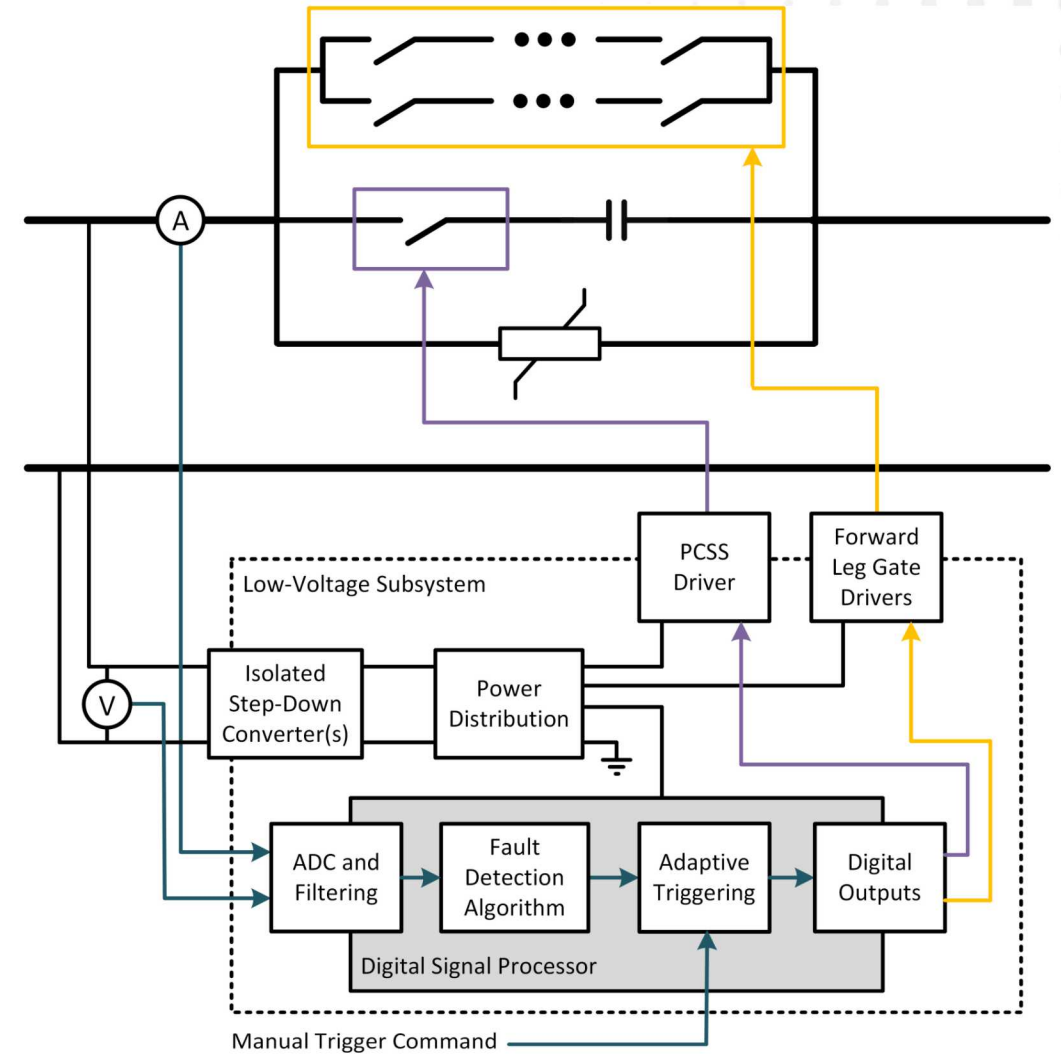 A
PCSS
Driver
Forward
Leg Gate
Drivers
Low-Voltage Subsystem
Isolated
Step-Down
Converter(s)
Power
Distribution
V
ADC and
Filtering
Fault
Detection
Algorithm
Adaptive
Triggering
Digital
Outputs
Digital Signal Processor
Manual Trigger Command